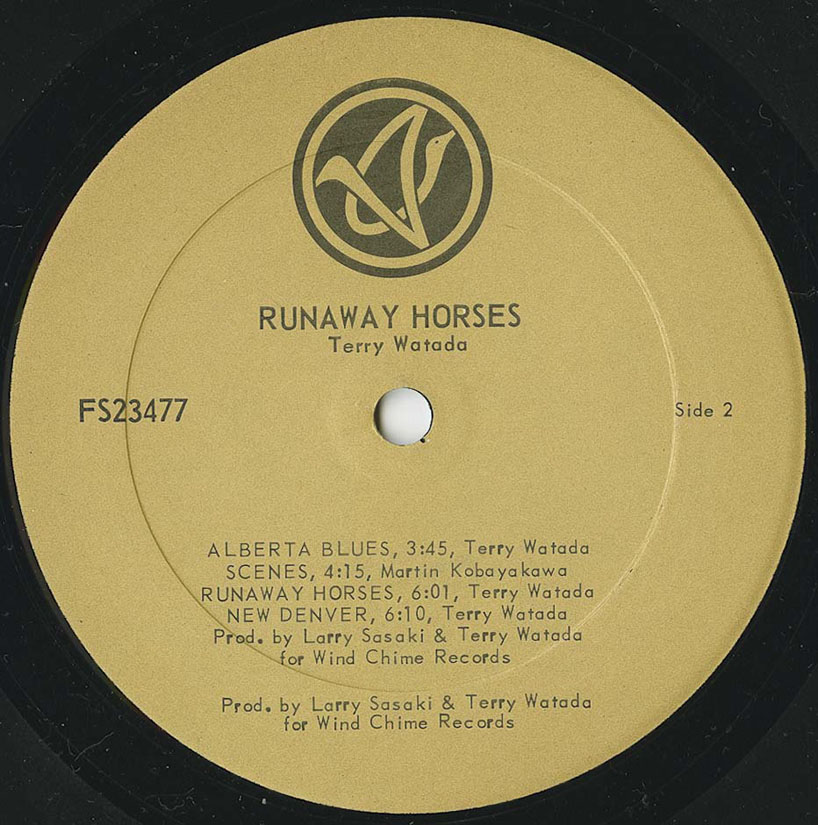 RUNAWAY HORSES
Terry Watada
FS23477
Side 2
ALBERTA BLUES, 3:45, Terry Watada
SCENES, 4:15, Martin Kobayakawa
RUNAWAY HORSES, 6:01, Terry Watada
NEW DENVER, 6:10, Terry Watada
Prod. by Larry Sasaki & Terry Watada
for Wind Chime Records
Prod. by Larry Sasaki & Terry Watada
for Wind Chime Records